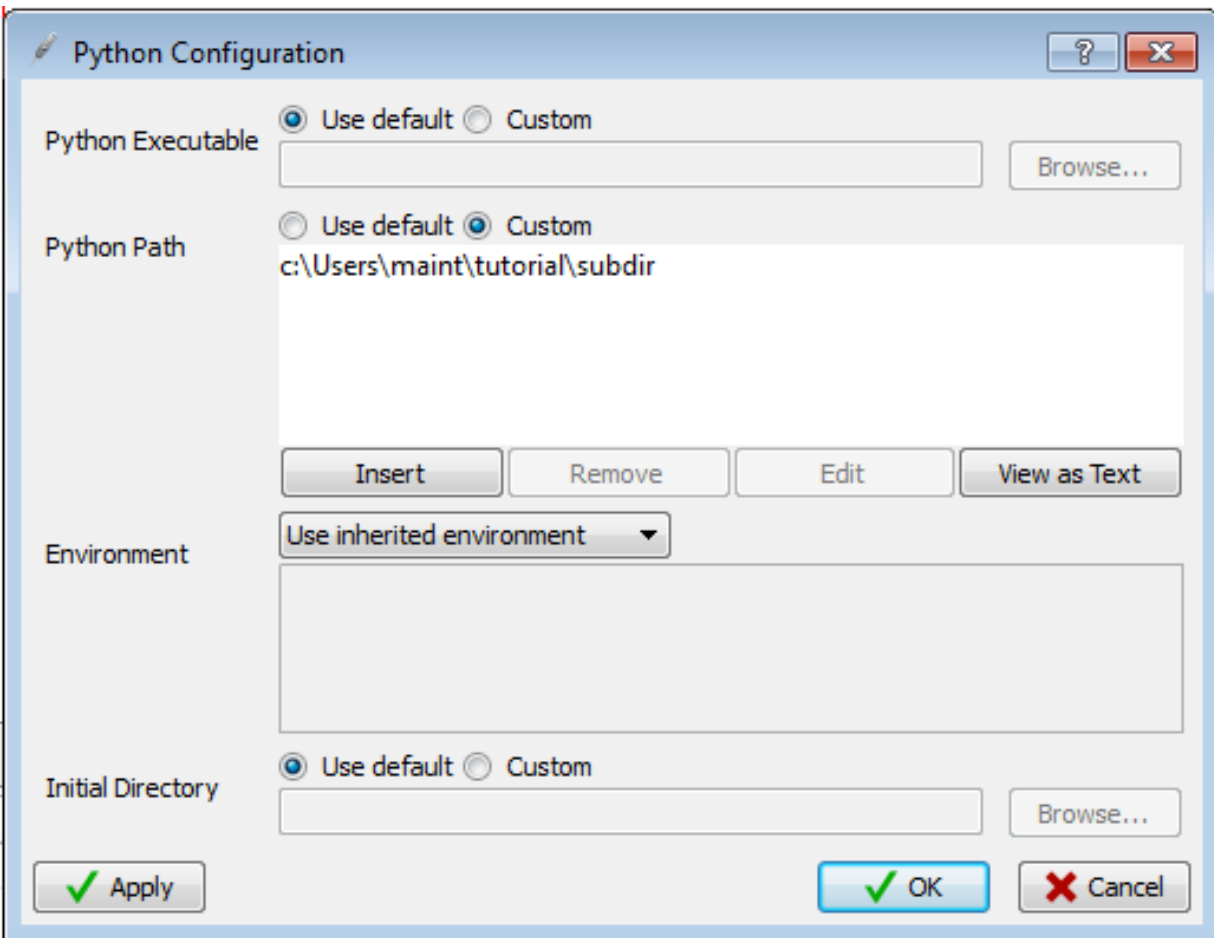 Python Configuration
Python Executable
Use default Custom
Browse...
Python Path
Use default Custom
c:\Users\maint\tutorial\subdir
Insert Remove Edit View as Text
Environment
Use inherited environment
Initial Directory
Use default Custom
Browse...
Apply OK Cancel